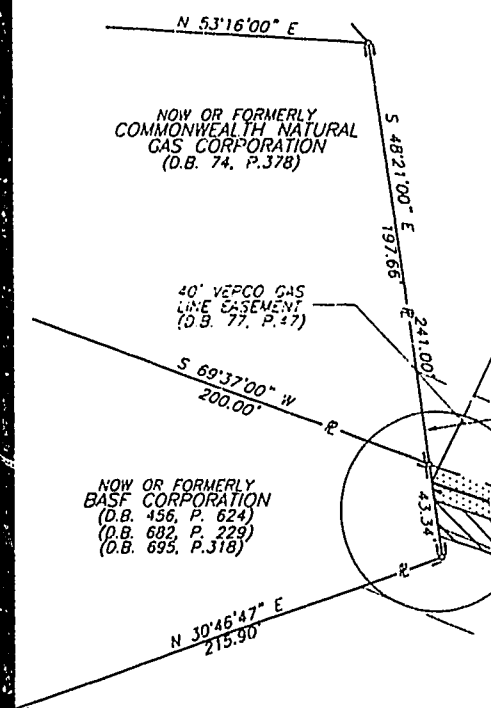 N 53°16'00" E
NOW OR FORMERLY
COMMONWEALTH NATURAL
GAS CORPORATION
(D.B. 74, P.378)
S 48°21'00" E
197.66'
241.00'
40' VEPCO GAS
LINE EASEMENT
(D.B. 77, P.47)
S 69°37'00" W
200.00'
NOW OR FORMERLY
BASF CORPORATION
(D.B. 456, P. 624)
(D.B. 682, P. 229)
(D.B. 695, P.318)
43.34'
N 30°46'47" E
215.90'